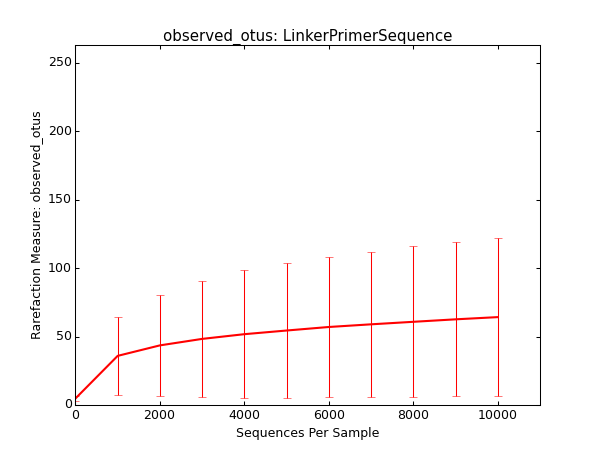 observed_otus: LinkerPrimerSequence
Rarefaction Measure: observed_otus
250
200
150
100
50
0
0 2000 4000 6000 8000 10000
Sequences Per Sample